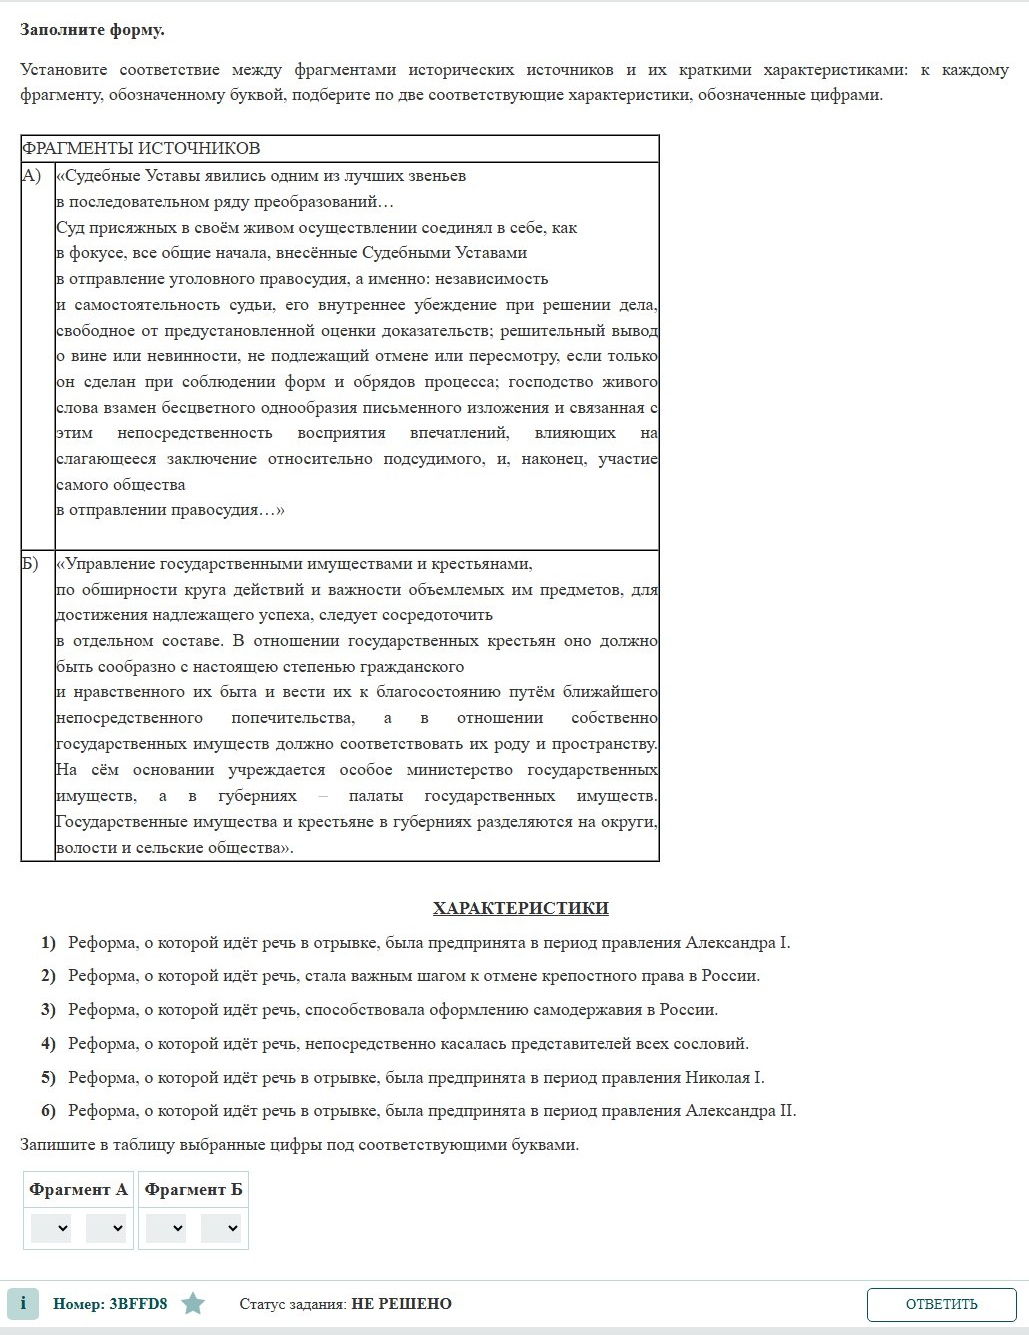 Заполните форму.
Установите соответствие между фрагментами исторических источников и их краткими характеристиками: к каждому
фрагменту, обозначенному буквой, подберите по две соответствующие характеристики, обозначенные цифрами.
ФРАГМЕНТЫ ИСТОЧНИКОВ
А) «Судебные Уставы явились одним из лучших звеньев
в последовательном ряду преобразований…
Суд присяжных в своём живом осуществлении соединял в себе, как
в фокусе, все общие начала, внесённые Судебными Уставами
в отправление уголовного правосудия, а именно: независимость
и самостоятельность судьи, его внутреннее убеждение при решении дела,
свободное от предустановленной оценки доказательств; решительный вывод
о вине или невинности, не подлежащий отмене или пересмотру, если только
он сделан при соблюдении форм и обрядов процесса; господство живого
слова взамен бесцветного однообразия письменного изложения и связанная с
этим непосредственность восприятия впечатлений, влияющих на
слагающееся заключение относительно подсудимого, и, наконец, участие
самого общества
в отправлении правосудия…»
Б) «Управление государственными имуществами и крестьянами,
по обширности круга действий и важности объемлемых им предметов, для
достижения надлежащего успеха, следует сосредоточить
в отдельном составе. В отношении государственных крестьян оно должно
быть сообразно с настоящею степенью гражданского
и нравственного их быта и вести их к благосостоянию путём ближайшего
непосредственного попечительства, а в отношении собственно
государственных имуществ должно соответствовать их роду и пространству.
На сём основании учреждается особое министерство государственных
имуществ, а в губерниях – палаты государственных имуществ.
Государственные имущества и крестьяне в губерниях разделяются на округи,
волости и сельские общества».
ХАРАКТЕРИСТИКИ
1) Реформа, о которой идёт речь в отрывке, была предпринята в период правления Александра I.
2) Реформа, о которой идёт речь, стала важным шагом к отмене крепостного права в России.
3) Реформа, о которой идёт речь, способствовала оформлению самодержавия в России.
4) Реформа, о которой идёт речь, непосредственно касалась представителей всех сословий.
5) Реформа, о которой идёт речь в отрывке, была предпринята в период правления Николая I.
6) Реформа, о которой идёт речь в отрывке, была предпринята в период правления Александра II.
Запишите в таблицу выбранные цифры под соответствующими буквами.
Фрагмент А Фрагмент Б
i Номер: 3BFFD8 Статус задания: НЕ РЕШЕНО ОТВЕТИТЬ